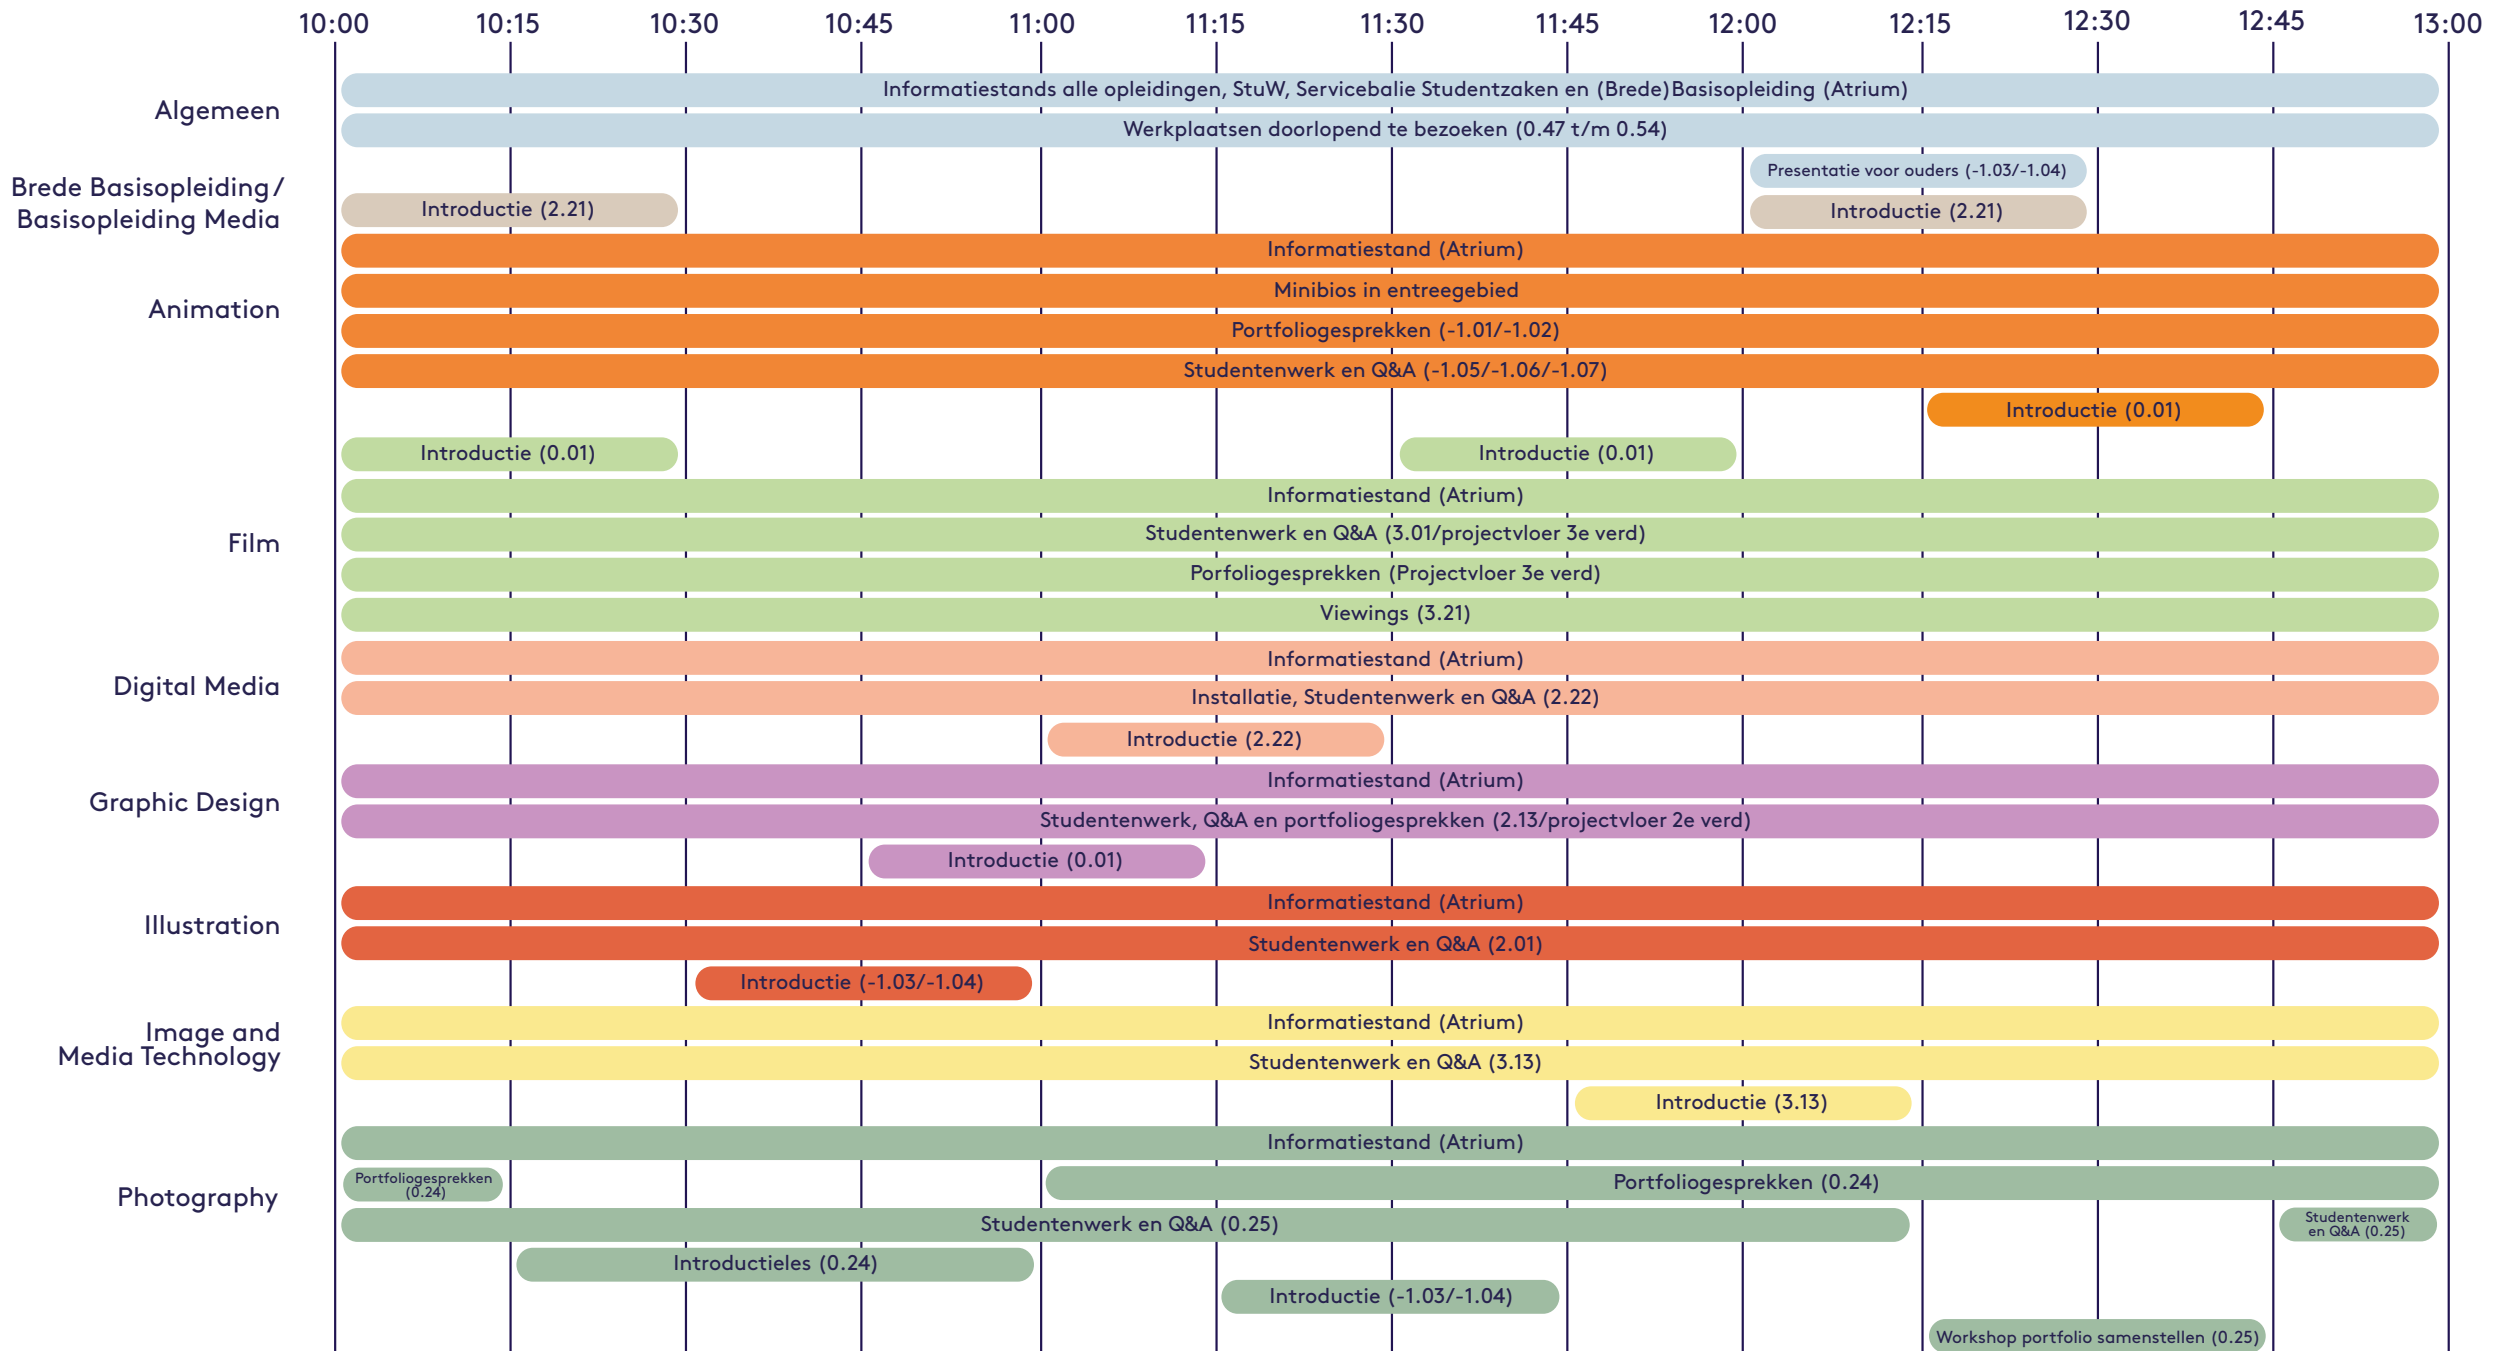 10:00 10:15 10:30 10:45 11:00 11:15 11:30 11:45 12:00 12:15 12:30 12:45 13:00
Algemeen
Informatiestands alle opleidingen, StuW, Servicebalie Studentzaken en (Brede)Basisopleiding (Atrium)
Werkplaatsen doorlopend te bezoeken (0.47 t/m 0.54)
Presentatie voor ouders (-1.03/-1.04)
Brede Basisopleiding/
Basisopleiding Media
Introductie (2.21)
Introductie (2.21)
Animation
Informatiestand (Atrium)
Minibios in entreegebied
Portfoliogesprekken (-1.01/-1.02)
Studentenwerk en Q&A (-1.05/-1.06/-1.07)
Introductie (0.01)
Film
Introductie (0.01)
Introductie (0.01)
Informatiestand (Atrium)
Studentenwerk en Q&A (3.01/projectvloer 3e verd)
Porfoliogesprekken (Projectvloer 3e verd)
Viewings (3.21)
Digital Media
Informatiestand (Atrium)
Installatie, Studentenwerk en Q&A (2.22)
Introductie (2.22)
Graphic Design
Informatiestand (Atrium)
Studentenwerk, Q&A en portfoliogesprekken (2.13/projectvloer 2e verd)
Introductie (0.01)
Illustration
Informatiestand (Atrium)
Studentenwerk en Q&A (2.01)
Introductie (-1.03/-1.04)
Image and
Media Technology
Informatiestand (Atrium)
Studentenwerk en Q&A (3.13)
Introductie (3.13)
Photography
Informatiestand (Atrium)
Portfoliogesprekken
(0.24)
Portfoliogesprekken (0.24)
Studentenwerk en Q&A (0.25)
Studentenwerk
en Q&A (0.25)
Introductieles (0.24)
Introductie (-1.03/-1.04)
Workshop portfolio samenstellen (0.25)